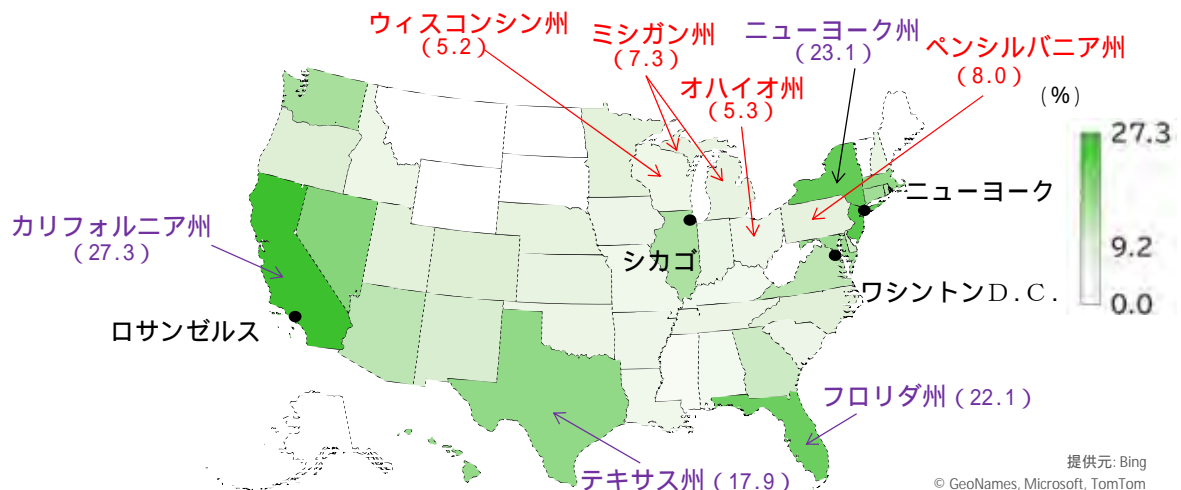 ウィスコンシン州
(5.2)
ミシガン州
(7.3)
ニューヨーク州
(23.1)
ペンシルバニア州
(8.0)
オハイオ州
(5.3)
(%)
27.3
9.2
0.0
ニューヨーク
カリフォルニア州
(27.3)
シカゴ
ワシントンD.C.
ロサンゼルス
フロリダ州(22.1)
テキサス州(17.9)
提供元: Bing
© GeoNames, Microsoft, TomTom